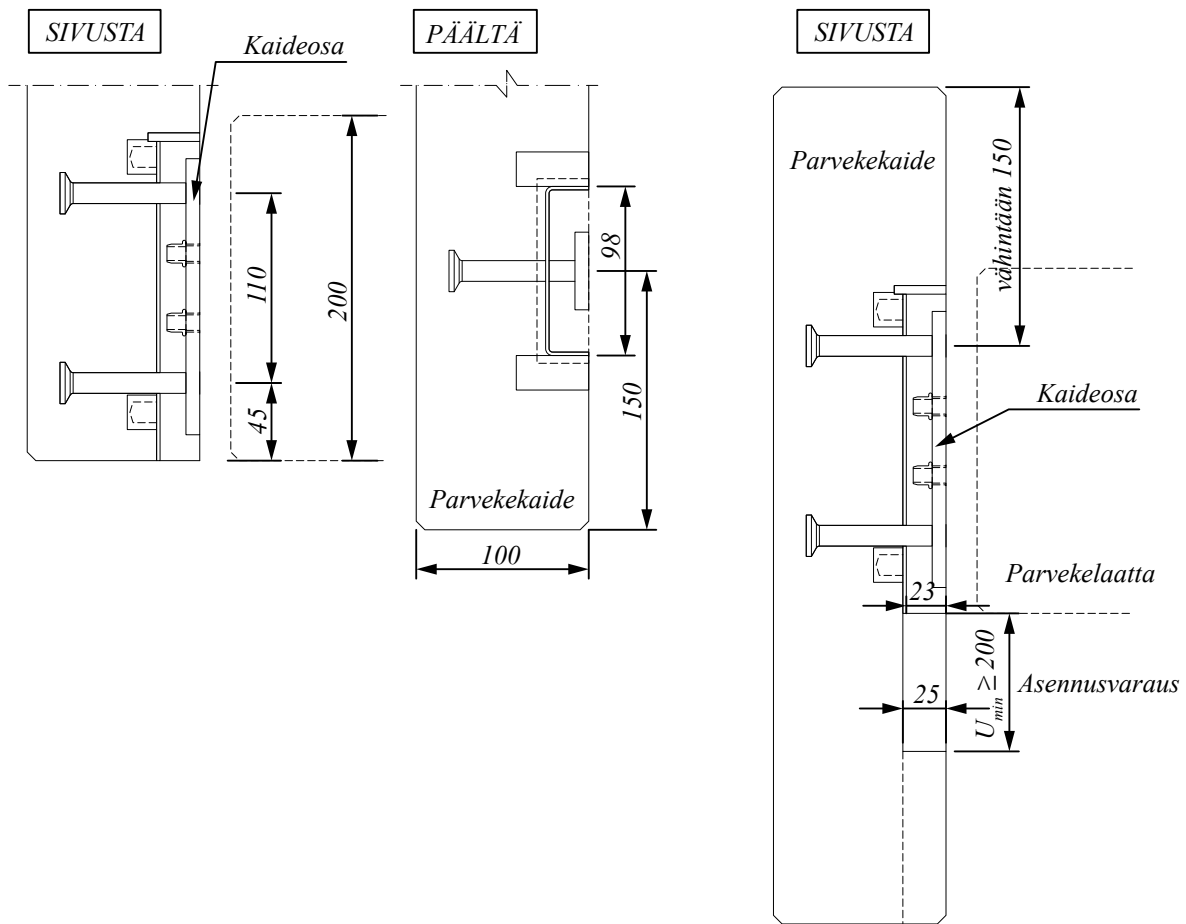 SIVUSTA
Kaideosa
110
200
45
PÄÄLTÄ
98
150
Parvekekaide
100
SIVUSTA
Parvekekaide
vähintään 150
Kaideosa
Parvekelaatta
23
U min ≥ 200
Asennusvaraus
25